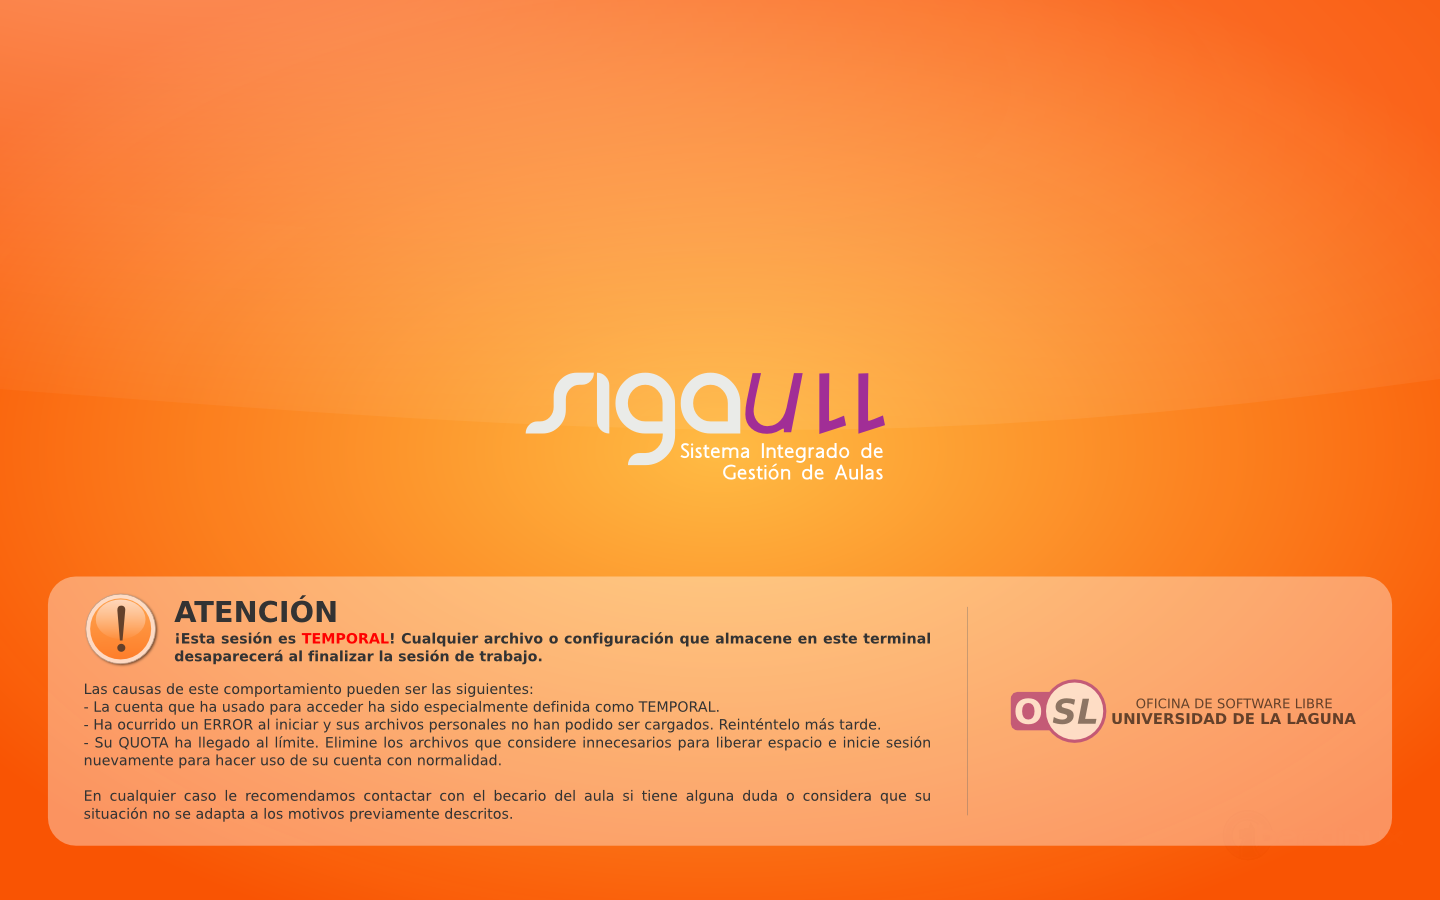 sigaull
Sistema Integrado de
Gestión de Aulas
ATENCIÓN
¡Esta sesión es TEMPORAL! Cualquier archivo o configuración que almacene en este terminal
desaparecerá al finalizar la sesión de trabajo.
Las causas de este comportamiento pueden ser las siguientes:
- La cuenta que ha usado para acceder ha sido especialmente definida como TEMPORAL.
- Ha ocurrido un ERROR al iniciar y sus archivos personales no han podido ser cargados. Reinténtelo más tarde.
- Su QUOTA ha llegado al límite. Elimine los archivos que considere innecesarios para liberar espacio e inicie sesión
nuevamente para hacer uso de su cuenta con normalidad.
En cualquier caso le recomendamos contactar con el becario del aula si tiene alguna duda o considera que su
situación no se adapta a los motivos previamente descritos.
OSL
OFICINA DE SOFTWARE LIBRE
UNIVERSIDAD DE LA LAGUNA